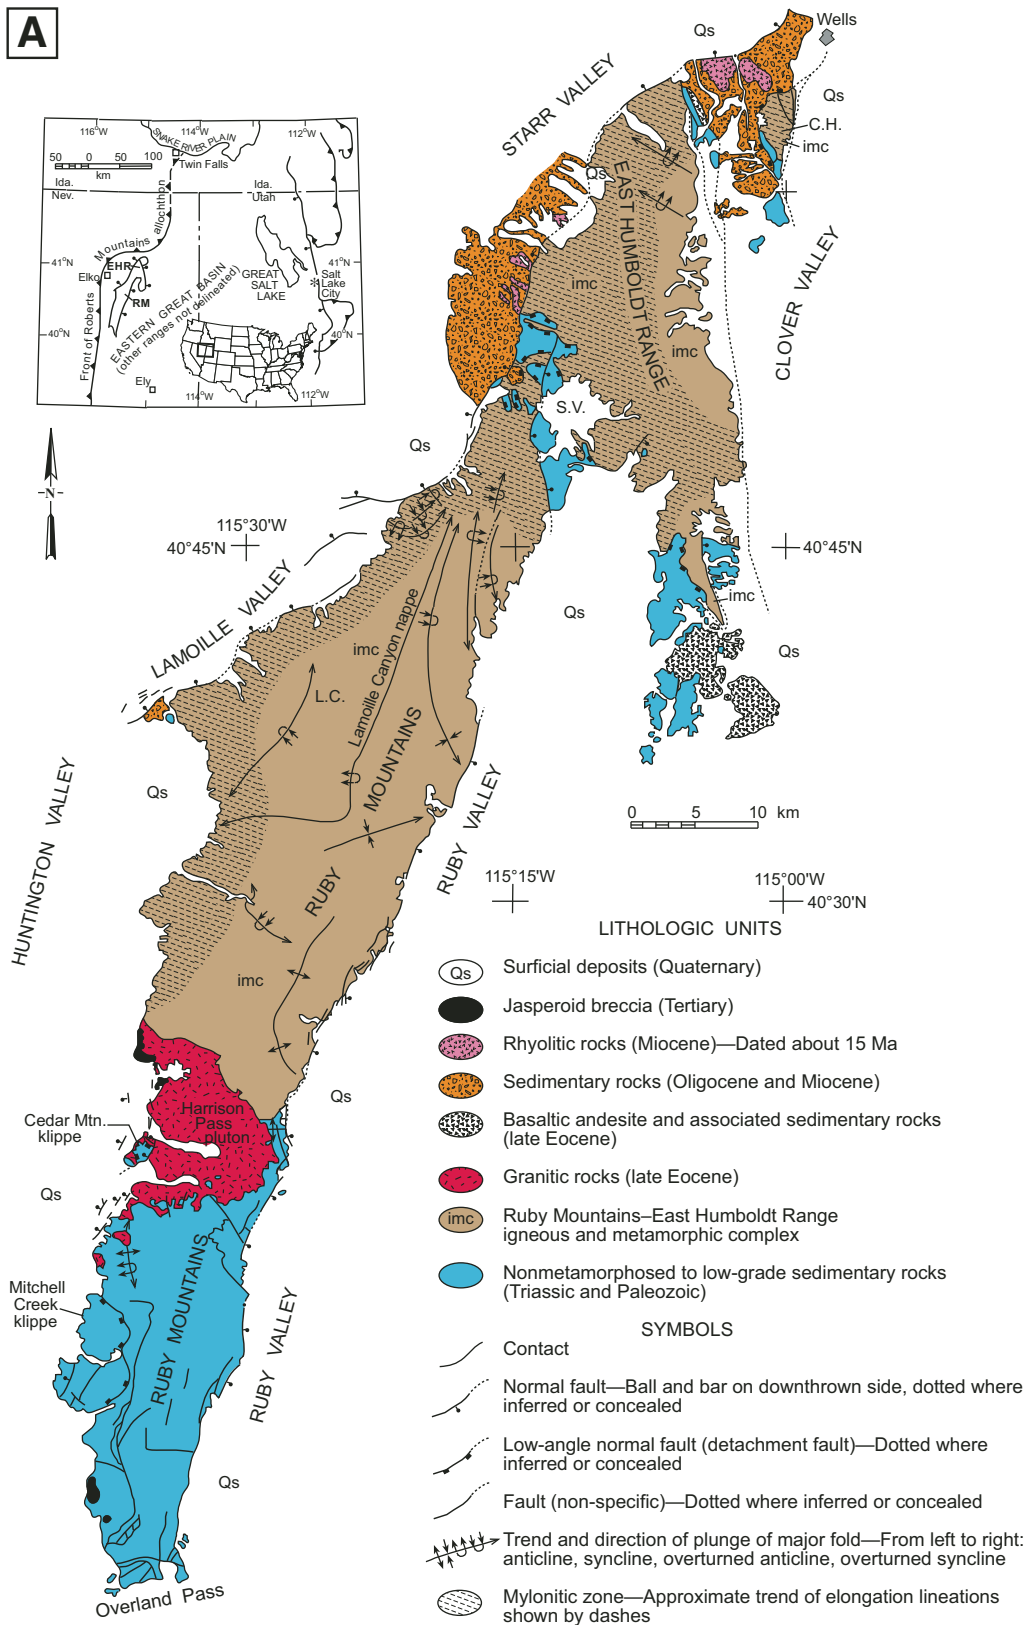 A
Qs
Wells
STARR VALLEY
Qs
C.H.
imc
116°W
114°W
112°W
SNAKE RIVER PLAIN
50 0 50 100
km
Twin Falls
Ida.
Nev.
Ida.
Utah
allochthon
Mountains
41°N
EHR
Elko
RM
Front of Roberts
EASTERN GREAT BASIN
(other ranges not delineated)
GREAT
SALT
LAKE
41°N
Salt
Lake
City
40°N
40°N
Ely
114°W
112°W
Qs
EAST HUMBOLDT RANGE
imc
imc
CLOVER VALLEY
S.V.
Qs
N
115°30'W
40°45'N
40°45'N
LAMOILLE VALLEY
imc
Qs
imc
Qs
L.C.
Lamoille Canyon nappe
MOUNTAINS
RUBY
HUNTINGTON VALLEY
Qs
RUBY VALLEY
0 5 10 km
115°15'W
115°00'W
40°30'N
imc
Qs
Harrison
Pass
pluton
Cedar Mtn.
klippe
Qs
Mitchell
Creek
klippe
RUBY MOUNTAINS
RUBY VALLEY
Qs
Overland Pass
LITHOLOGIC UNITS
Qs Surficial deposits (Quaternary)
Jasperoid breccia (Tertiary)
Rhyolitic rocks (Miocene)—Dated about 15 Ma
Sedimentary rocks (Oligocene and Miocene)
Basaltic andesite and associated sedimentary rocks
(late Eocene)
Granitic rocks (late Eocene)
imc Ruby Mountains–East Humboldt Range
igneous and metamorphic complex
Nonmetamorphosed to low-grade sedimentary rocks
(Triassic and Paleozoic)
SYMBOLS
Contact
Normal fault—Ball and bar on downthrown side, dotted where
inferred or concealed
Low-angle normal fault (detachment fault)—Dotted where
inferred or concealed
Fault (non-specific)—Dotted where inferred or concealed
Trend and direction of plunge of major fold—From left to right:
anticline, syncline, overturned anticline, overturned syncline
Mylonitic zone—Approximate trend of elongation lineations
shown by dashes